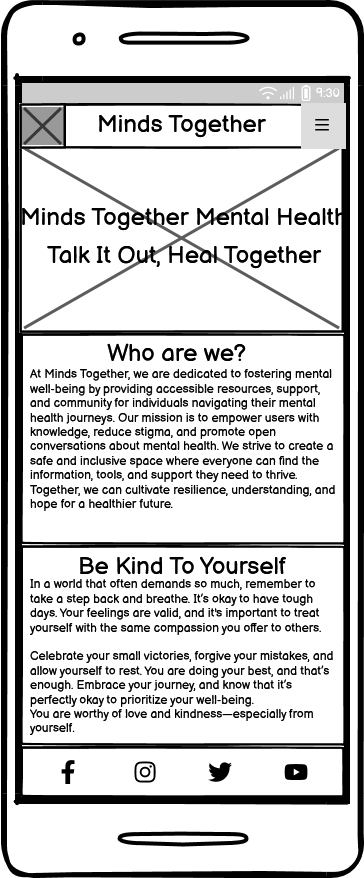 9:30
Minds Together
Minds Together Mental Health
Talk It Out, Heal Together
Who are we?
At Minds Together, we are dedicated to fostering mental
well-being by providing accessible resources, support,
and community for individuals navigating their mental
health journeys. Our mission is to empower users with
knowledge, reduce stigma, and promote open
conversations about mental health. We strive to create a
safe and inclusive space where everyone can find the
information, tools, and support they need to thrive.
Together, we can cultivate resilience, understanding, and
hope for a healthier future.
Be Kind To Yourself
In a world that often demands so much, remember to
take a step back and breathe. It's okay to have tough
days. Your feelings are valid, and it's important to treat
yourself with the same compassion you offer to others.
Celebrate your small victories, forgive your mistakes, and
allow yourself to rest. You are doing your best, and that's
enough. Embrace your journey, and know that it's
perfectly okay to prioritize your well-being.
You are worthy of love and kindness—especially from
yourself.